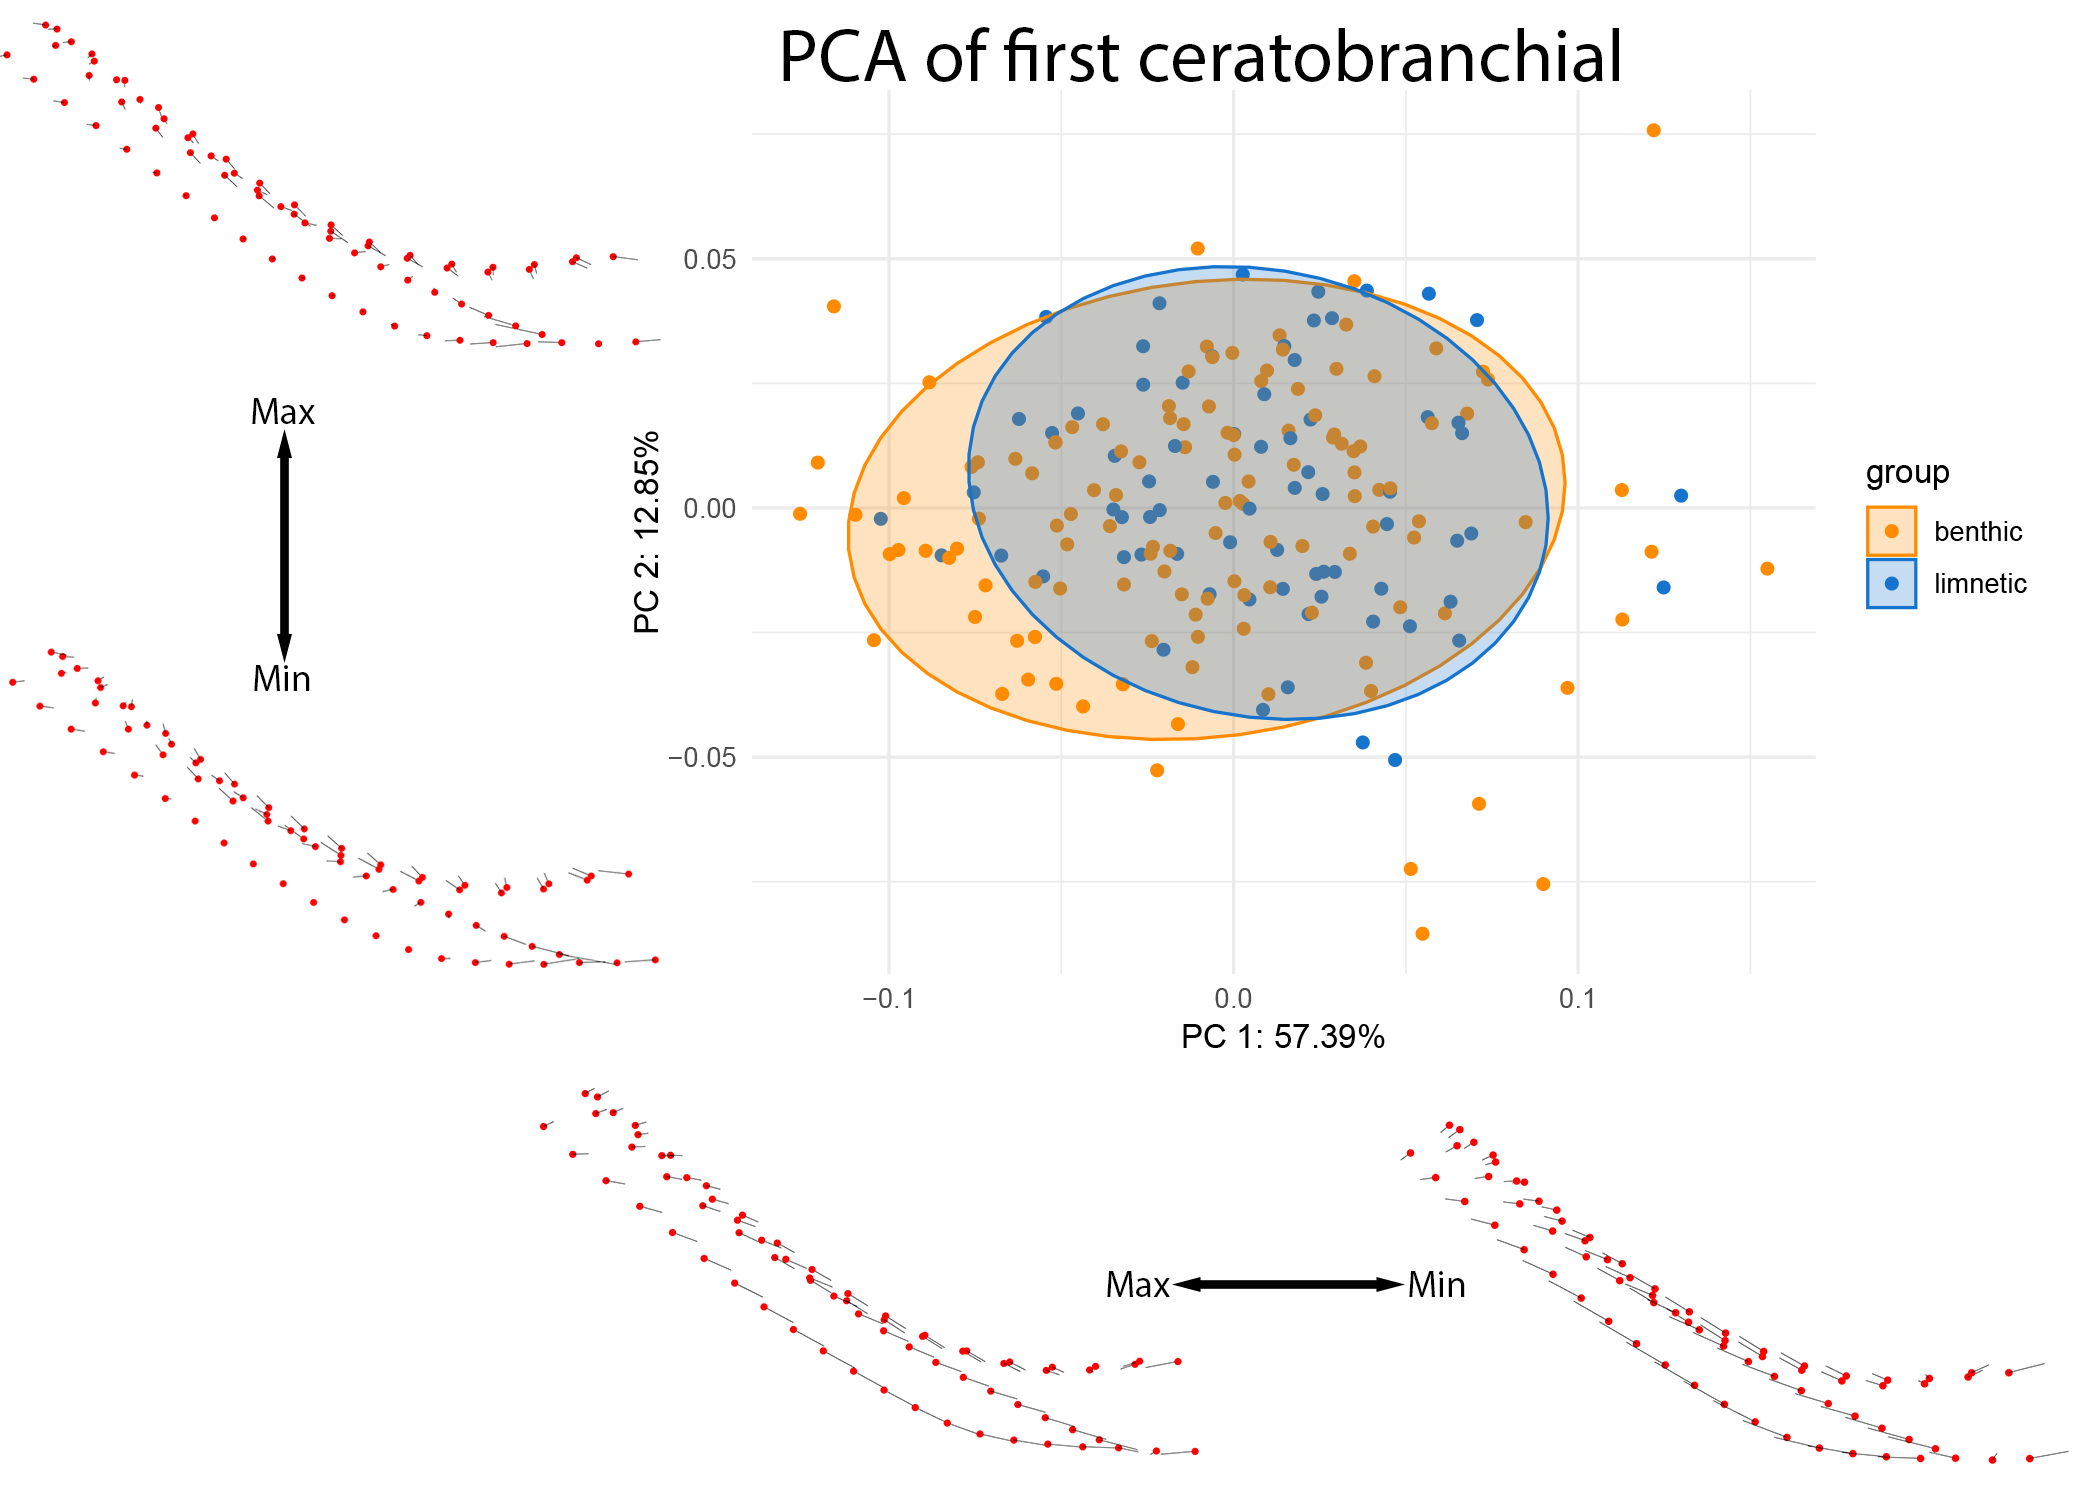 PCA of first ceratobranchial
Max
Min
PC 2: 12.85%
0.05
0.00
−0.05
−0.1
0.0
0.1
PC 1: 57.39%
group
benthic
limnetic
Max
Min